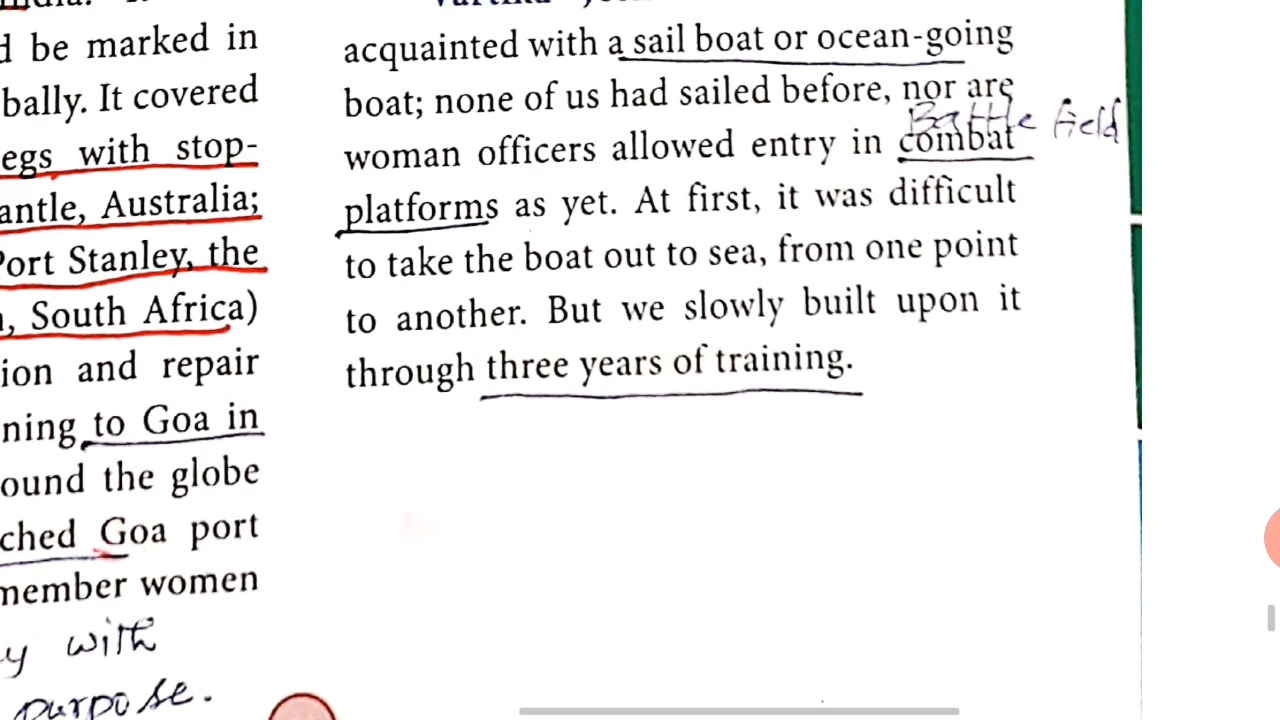 d be marked in
bally. It covered
egs with stop-
antle, Australia;
Port Stanley, the
, South Africa)
ion and repair
ning to Goa in
ound the globe
ched Goa port
member women
y with
purpose.
acquainted with a sail boat or ocean-going
boat; none of us had sailed before, nor are
Battle field
woman officers allowed entry in combat
platforms as yet. At first, it was difficult
to take the boat out to sea, from one point
to another. But we slowly built upon it
through three years of training.